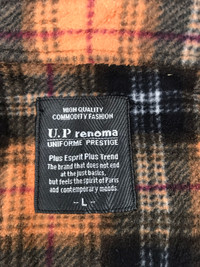 HIGH QUALITY
COMMODITY FASHION
U.P renoma
UNIFORME PRESTIGE
Plus Esprit Plus Trend
The brand that does not end
at the just basics,
but feels the spirit of Paris
and contemporary moods.
-- L --